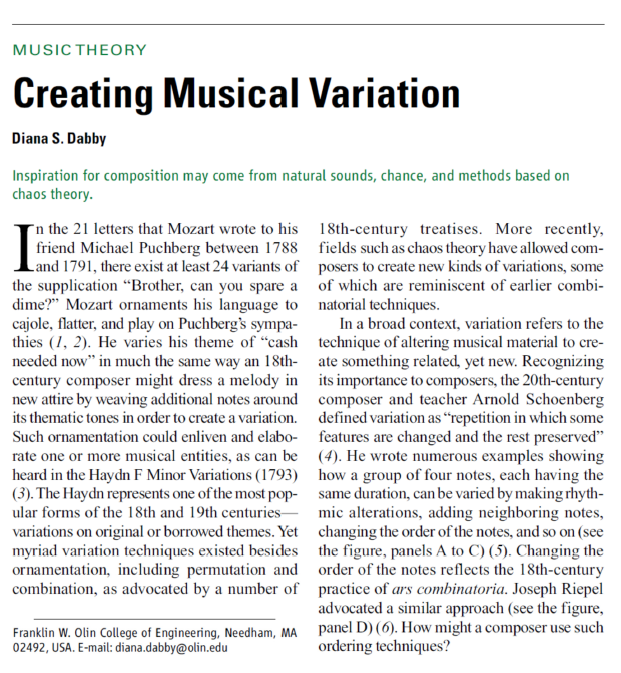 MUSIC THEORY
Creating Musical Variation
Diana S. Dabby
Inspiration for composition may come from natural sounds, chance, and methods based on
chaos theory.
In the 21 letters that Mozart wrote to his
friend Michael Puchberg between 1788
and 1791, there exist at least 24 variants of
the supplication “Brother, can you spare a
dime?” Mozart ornaments his language to
cajole, flatter, and play on Puchberg’s sympa-
thies (1, 2). He varies his theme of “cash
needed now” in much the same way an 18th-
century composer might dress a melody in
new attire by weaving additional notes around
its thematic tones in order to create a variation.
Such ornamentation could enliven and elabo-
rate one or more musical entities, as can be
heard in the Haydn F Minor Variations (1793)
(3). The Haydn represents one of the most pop-
ular forms of the 18th and 19th centuries—
variations on original or borrowed themes. Yet
myriad variation techniques existed besides
ornamentation, including permutation and
combination, as advocated by a number of
Franklin W. Olin College of Engineering, Needham, MA
02492, USA. E-mail: diana.dabby@olin.edu
18th-century treatises. More recently,
fields such as chaos theory have allowed com-
posers to create new kinds of variations, some
of which are reminiscent of earlier combi-
natorial techniques.
In a broad context, variation refers to the
technique of altering musical material to cre-
ate something related, yet new. Recognizing
its importance to composers, the 20th-century
composer and teacher Arnold Schoenberg
defined variation as “repetition in which some
features are changed and the rest preserved”
(4). He wrote numerous examples showing
how a group of four notes, each having the
same duration, can be varied by making rhyth-
mic alterations, adding neighboring notes,
changing the order of the notes, and so on (see
the figure, panels A to C) (5). Changing the
order of the notes reflects the 18th-century
practice of ars combinatoria. Joseph Riepel
advocated a similar approach (see the figure,
panel D) (6). How might a composer use such
ordering techniques?